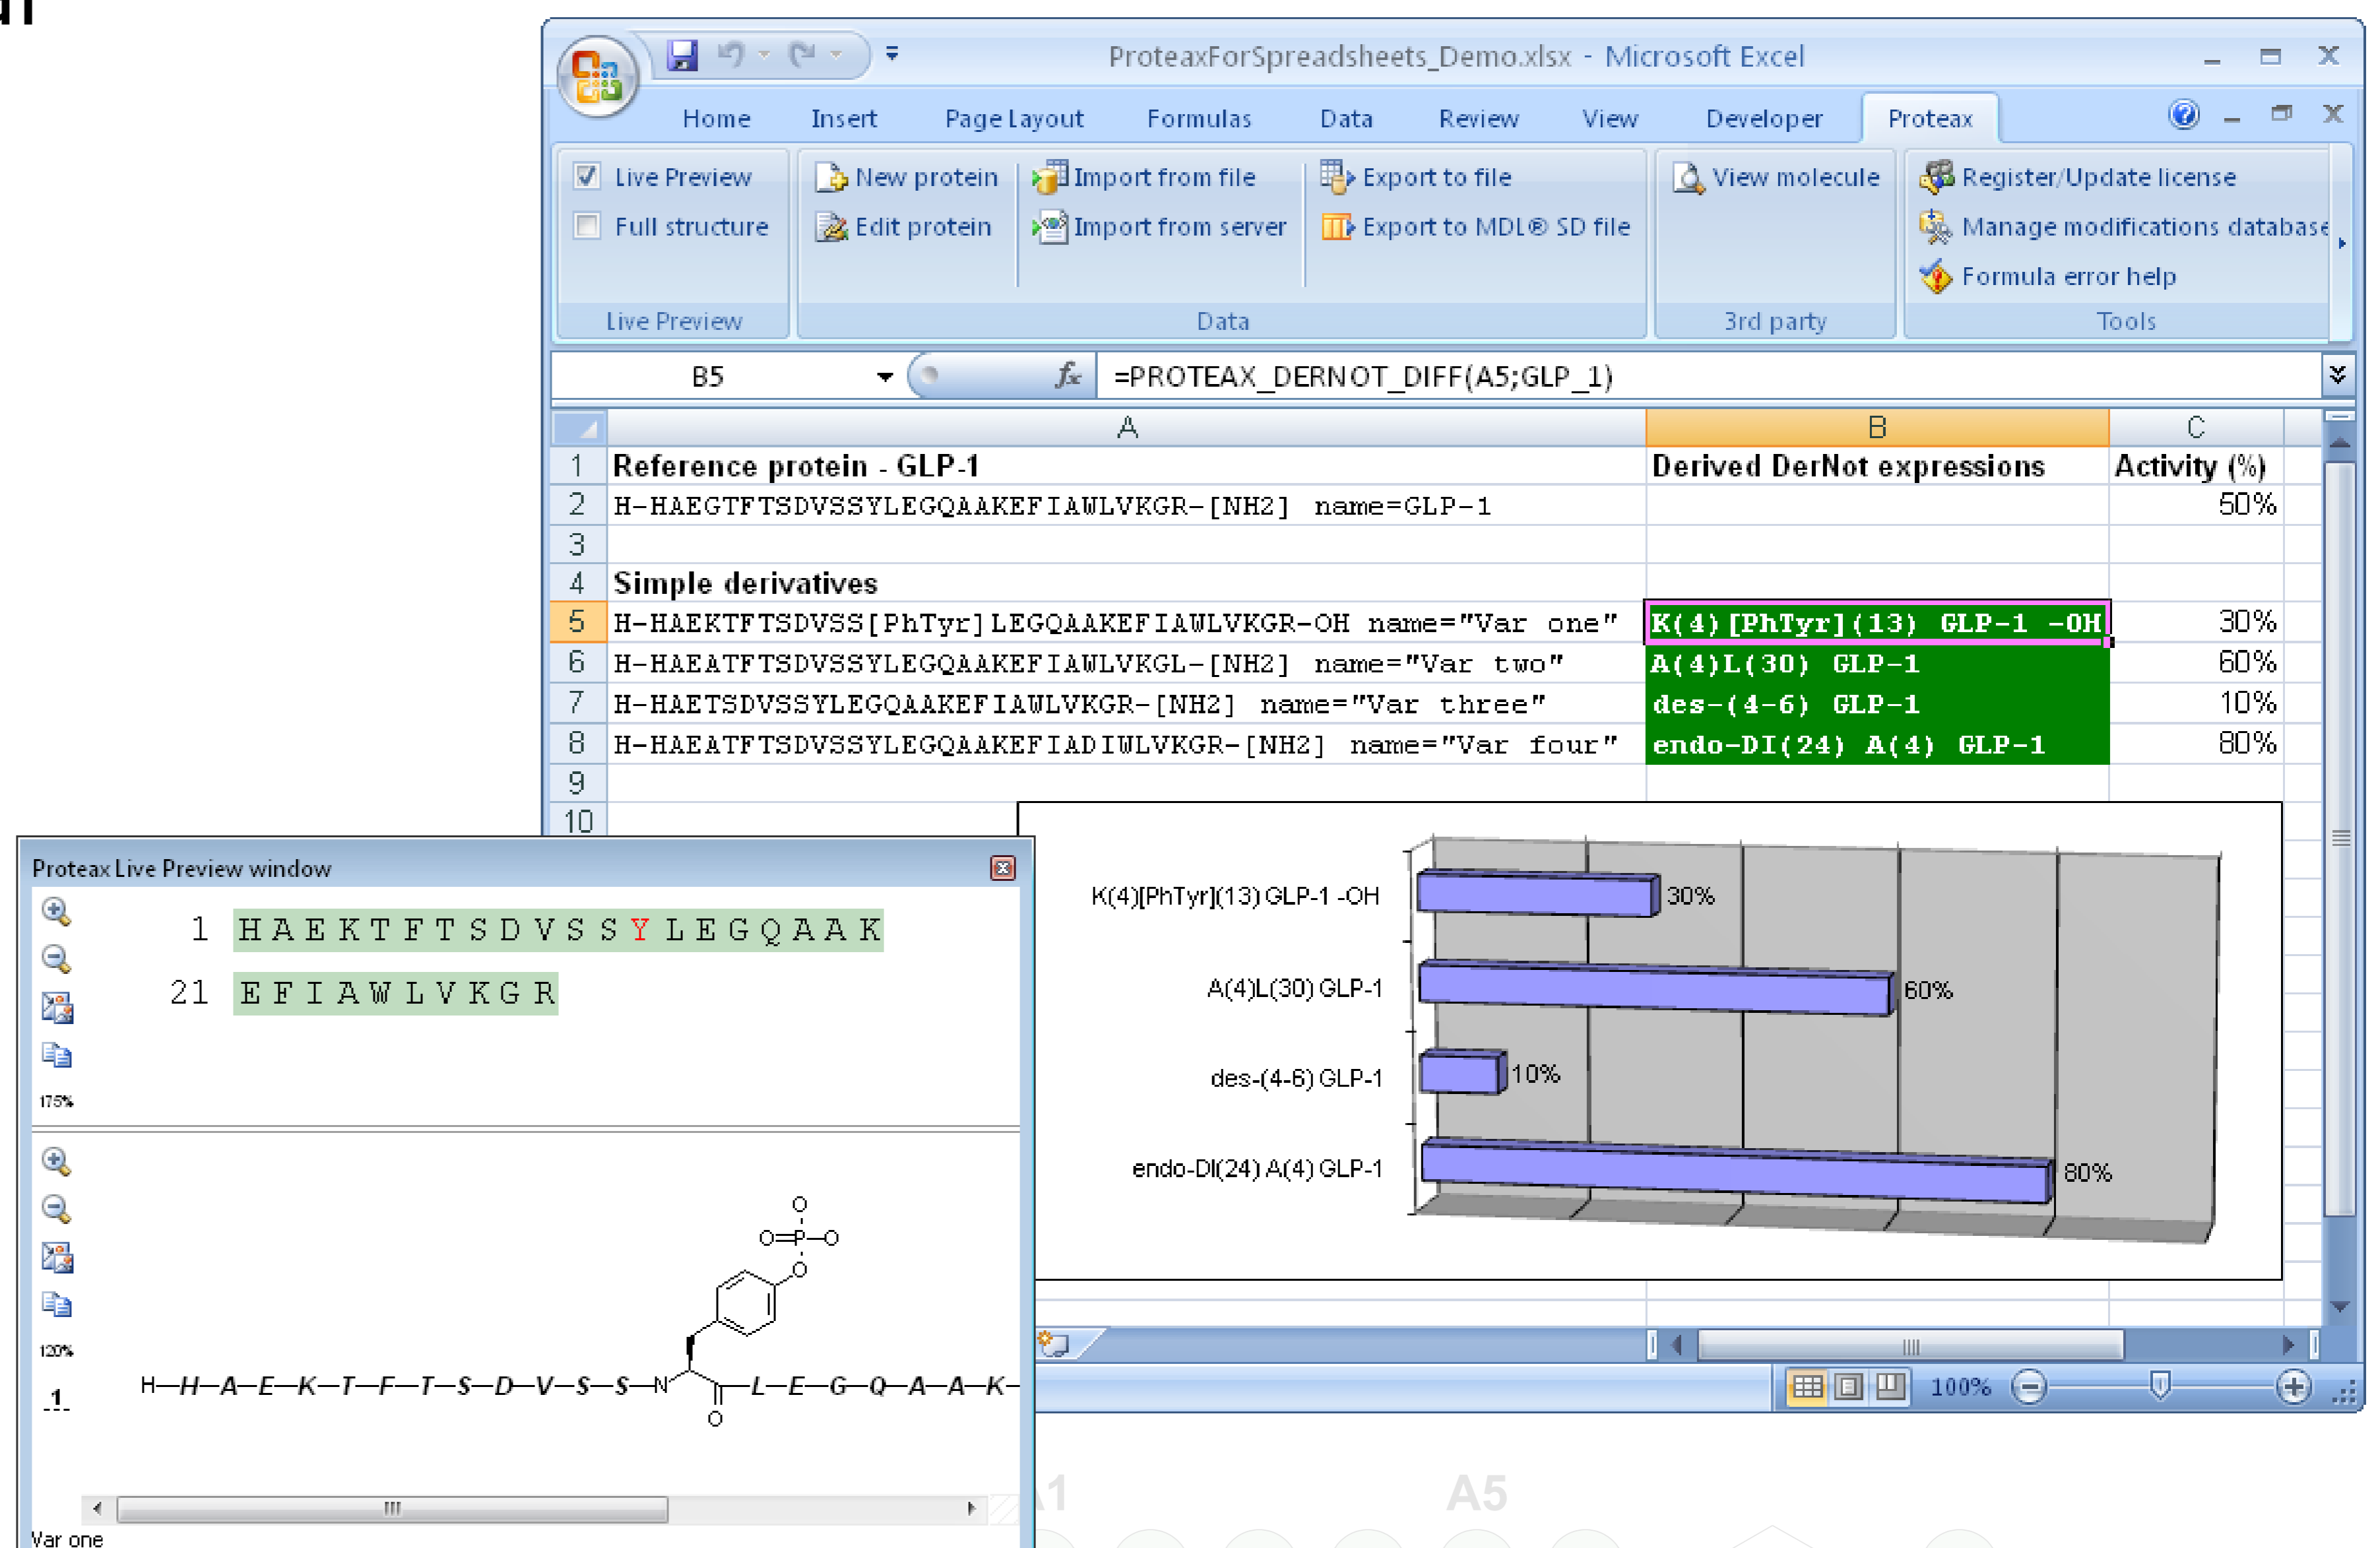 ProteaxForSpreadsheets_Demo.xlsx - Microsoft Excel
Home Insert Page Layout Formulas Data Review View Developer Proteax
Live Preview New protein Import from file Export to file View molecule Register/Update license
Full structure Edit protein Import from server Export to MDL® SD file Manage modifications database
Formula error help
Live Preview Data 3rd party Tools
B5 fx =PROTEAX_DERNOT_DIFF(A5;GLP_1)
A B C
1 Reference protein - GLP-1 Derived DerNot expressions Activity (%)
2 H-HAEGTFTSDVSSYLEGQAAKEFIAWLVKGR-[NH2] name=GLP-1 50%
3
4 Simple derivatives
5 H-HAEKTFTSDVSS[PhTyr]LEGQAAKEFIAWLVKGR-OH name="Var one" K(4)[PhTyr](13) GLP-1 -OH 30%
6 H-HAEATFTSDVSSYLEGQAAKEFIAWLVKGL-[NH2] name="Var two" A(4)L(30) GLP-1 60%
7 H-HAETSDVSSYLEGQAAKEFIAWLVKGR-[NH2] name="Var three" des-(4-6) GLP-1 10%
8 H-HAEATFTSDVSSYLEGQAAKEFIADIWLVKGR-[NH2] name="Var four" endo-DI(24) A(4) GLP-1 80%
9
10
K(4)[PhTyr](13) GLP-1 -OH 30%
A(4)L(30) GLP-1 60%
des-(4-6) GLP-1 10%
endo-DI(24) A(4) GLP-1 80%
100%
Proteax Live Preview window
1 HAEKTFTSDVSSYLEGQAAK
21 EFIAWLVKGR
175%
O
O=P-O
O
120%
1 H-H-A-E-K-T-F-T-S-D-V-S-S-N L-E-G-Q-A-A-K-
O
Var one
A5